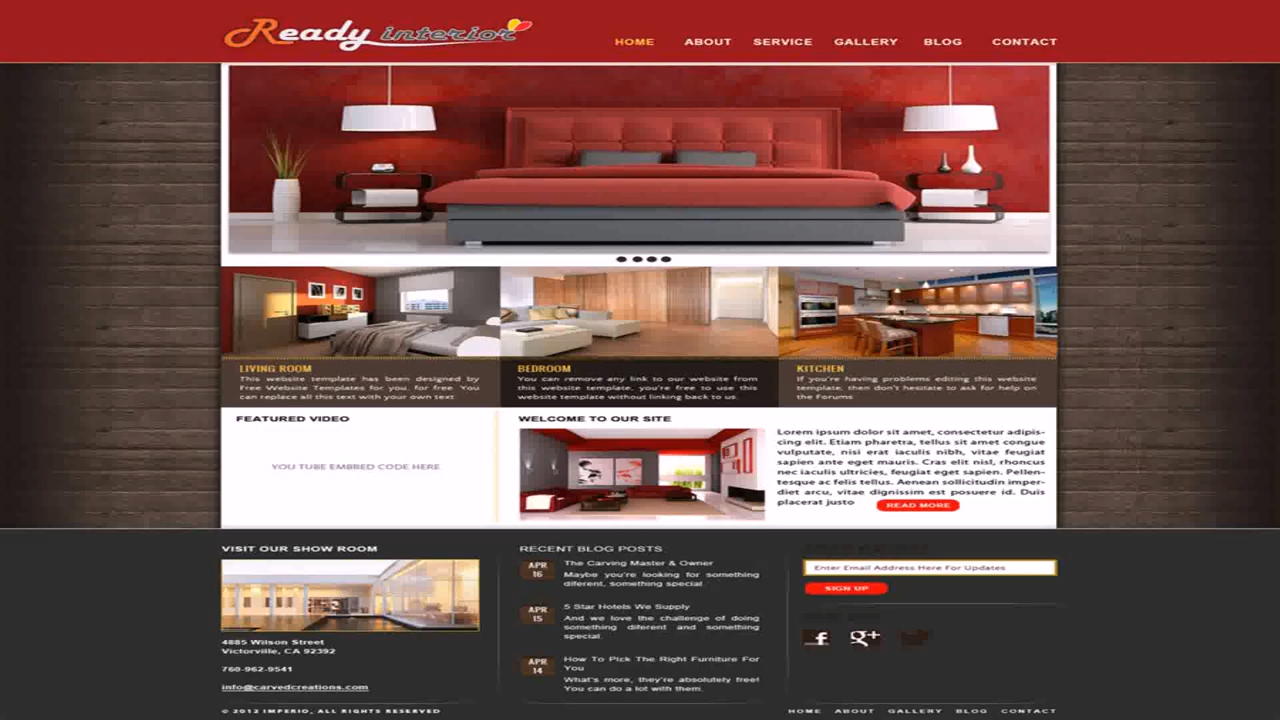 Ready interior
HOME ABOUT SERVICE GALLERY BLOG CONTACT
LIVING ROOM
This website template has been designed by
Free Website Templates for you, for free. You
can replace all this text with your own text
BEDROOM
You can remove any link to our website from
this website template, you're free to use this
website template without linking back to us.
KITCHEN
If you're having problems editing this website
template, then don't hesitate to ask for help on
the Forums
FEATURED VIDEO
YOU TUBE EMBRED CODE HERE
WELCOME TO OUR SITE
Lorem ipsum dolor sit amet, consectetur adipis-
cing elit. Etiam pharetra, tellus sit amet congue
vulputate, nisi erat iaculis nibh, vitae feugiat
sapien ante eget mauris. Cras elit nisl, rhoncus
nec iaculis ultricies, feugiat eget sapien. Pellen-
tesque ac felis tellus. Aenean sollicitudin imper-
diet arcu, vitae dignissim est posuere id. Duis
placerat justo READ MORE
VISIT OUR SHOW ROOM
4885 Wilson Street
Victorville, CA 92392
760-962-9541
info@carvedcreations.com
RECENT BLOG POSTS
APR
16
The Carving Master & Owner
Maybe you're looking for something
diferent, something special.
APR
15
5 Star Hotels We Supply
And we love the challenge of doing
something diferent and something
special.
APR
14
How To Pick The Right Furniture For
You
What's more, they're absolutely free!
You can do a lot with them.
Enter Email Address Here For Updates
SIGN UP
f g+
© 2012 IMPERIO, ALL RIGHTS RESERVED
HOME ABOUT GALLERY BLOG CONTACT